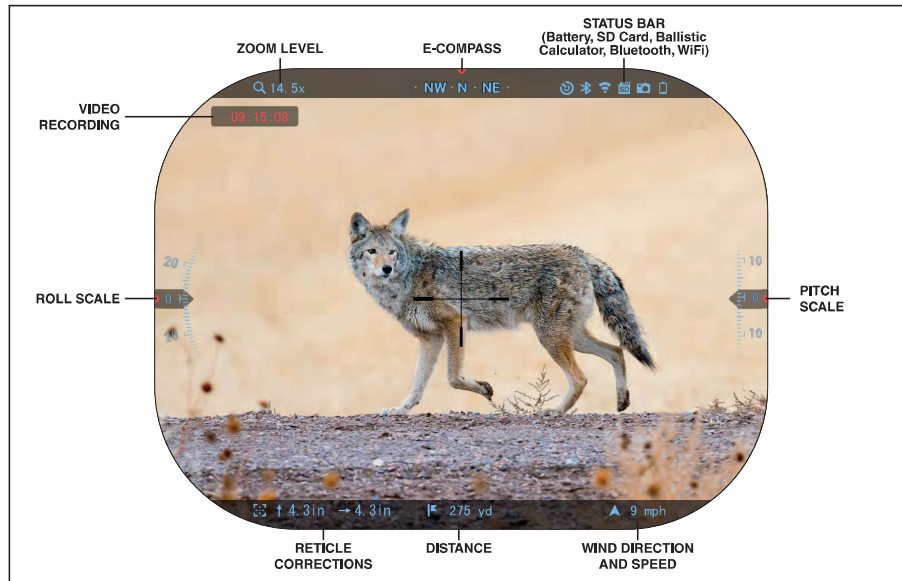 STATUS BAR
ZOOM LEVEL
E-COMPASS
(Battery, SD Card, Ballistic
Calculator, Bluetooth, WiFi)
14.5x
· NW · N · NE ·
SD
VIDEO
RECORDING
09:15:08
20
10
ROLL SCALE
0
0
PITCH
SCALE
20
10
↑ 4.3in → 4.3in
275 yd
9 mph
RETICLE
CORRECTIONS
DISTANCE
WIND DIRECTION
AND SPEED